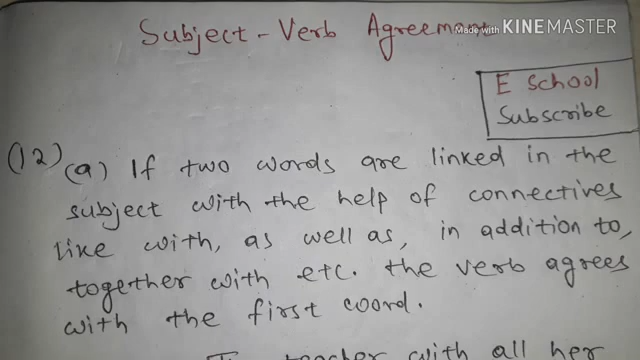 Subject - Verb Agreement
Made with KINEMASTER
E School
Subscribe
(12) (a) If two words are linked in the
subject with the help of connectives
like with, as well as, in addition to,
together with etc. the verb agrees
with the first coord.
teacher with all her